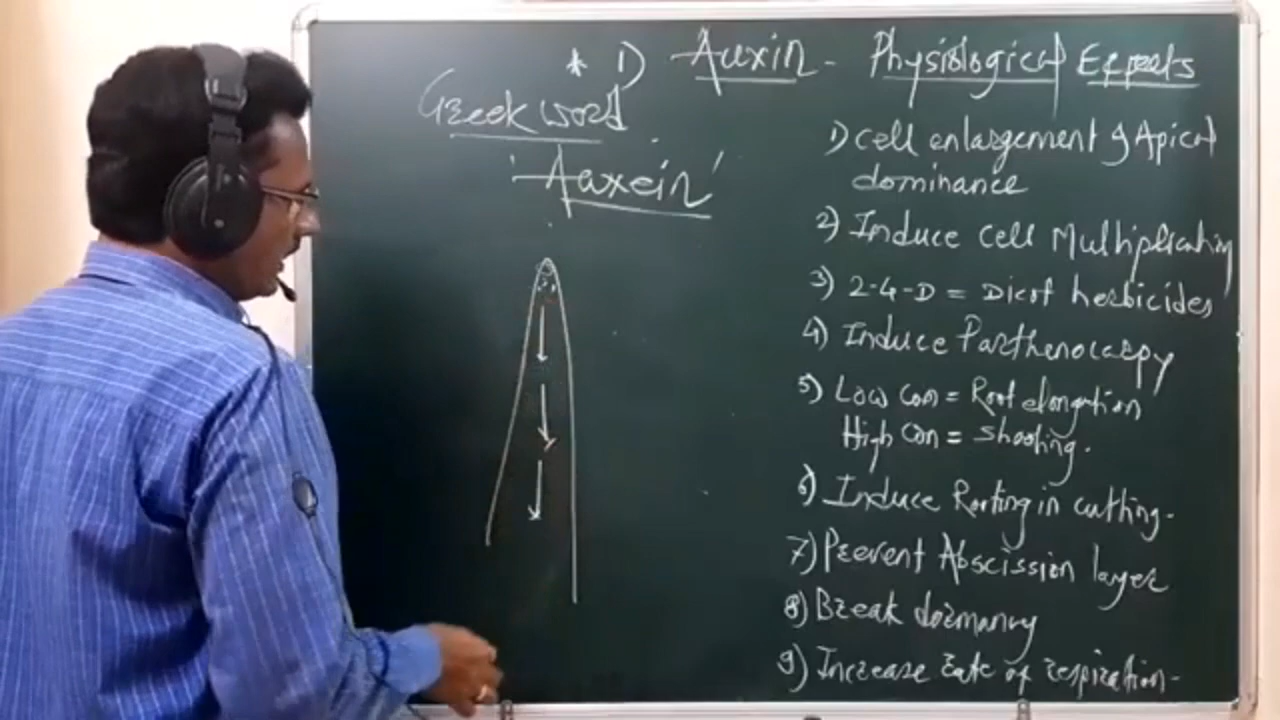 * 1) Auxin - Physiological Effects
Greek word
'Auxein'
1) cell enlargement & Apical
dominance
2) Induce cell Multiplication
3) 2-4-D = Dicot herbicides
4) Induce Parthenocarpy
5) Low con = Root elongation
High con = shooting.
6) Induce Rooting in cutting.
7) Prevent Abscission layer
8) Break dormancy
9) Increase rate of respiration.